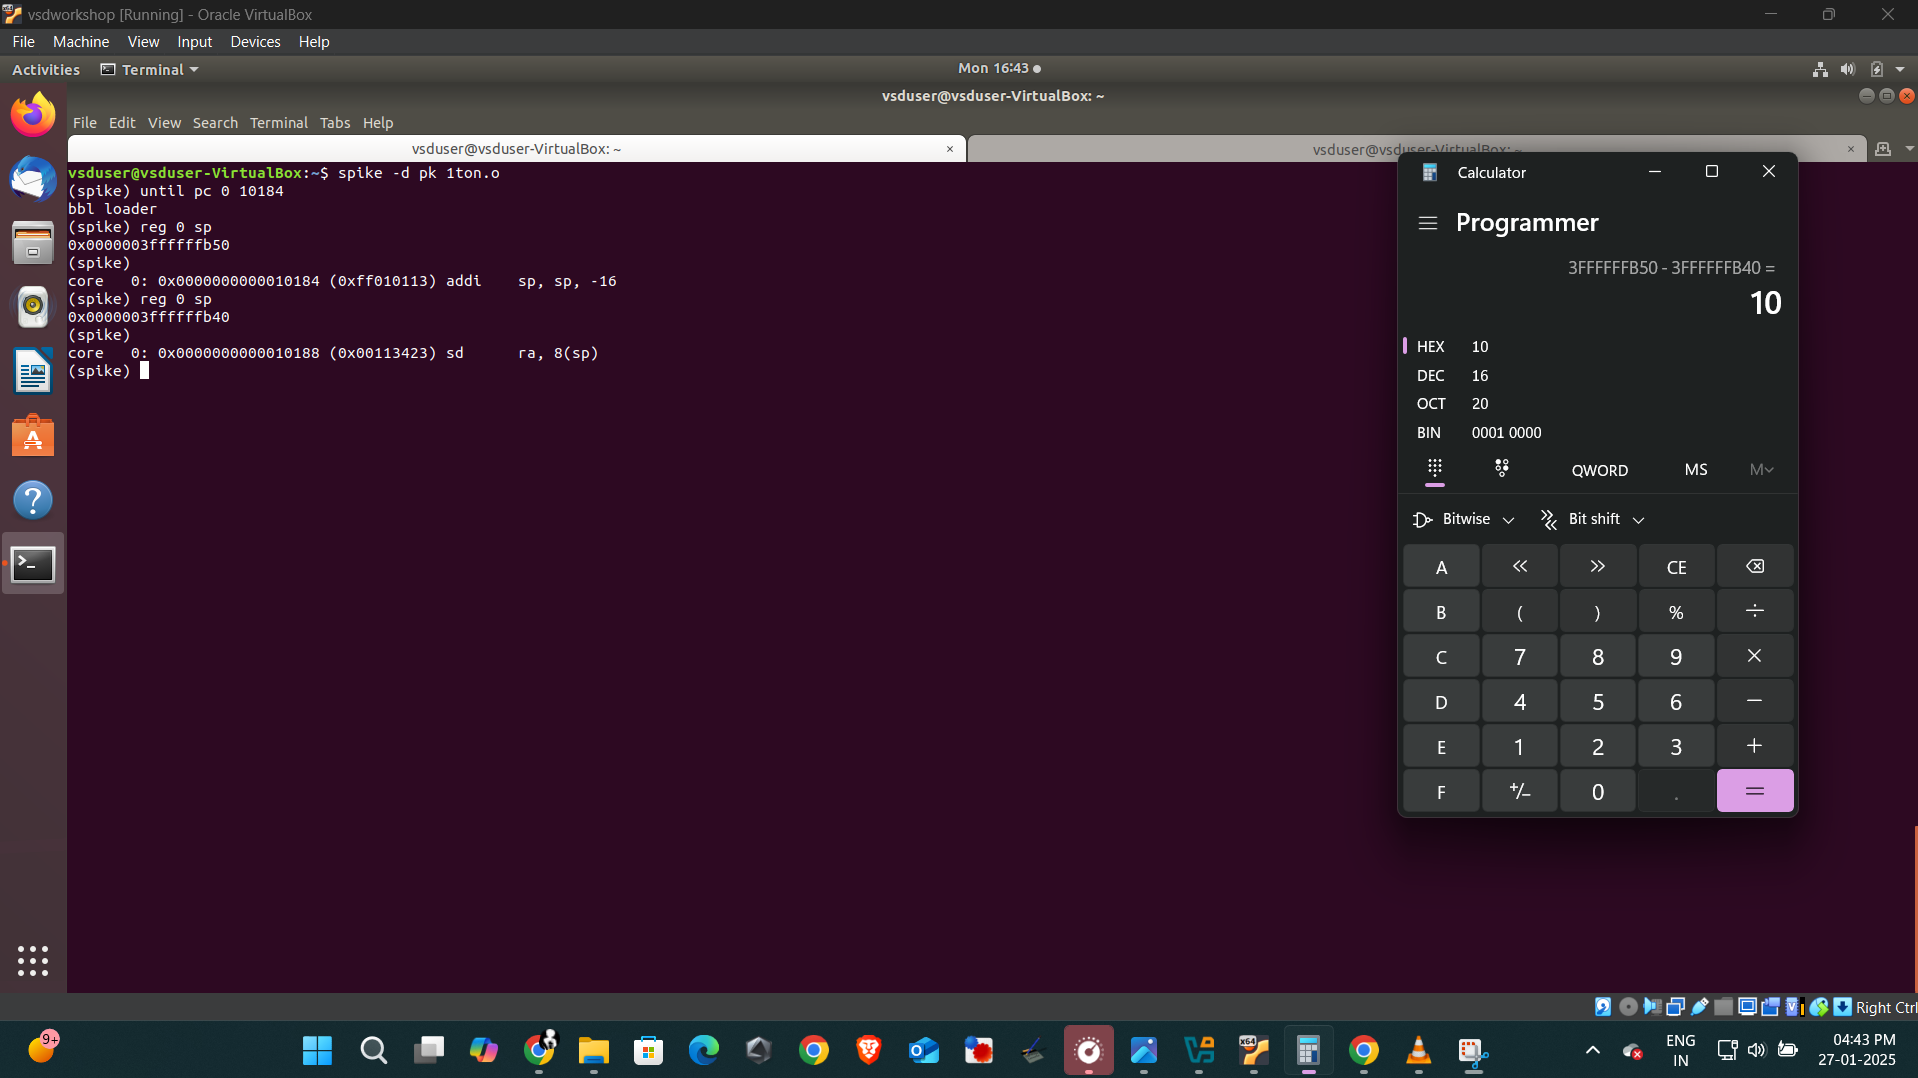 vsdworkshop [Running] - Oracle VirtualBox
File Machine View Input Devices Help
Activities Terminal Mon 16:43
vsduser@vsduser-VirtualBox: ~
File Edit View Search Terminal Tabs Help
vsduser@vsduser-VirtualBox: ~ × vsduser@vsduser-VirtualBox: ~ ×
vsduser@vsduser-VirtualBox:~$ spike -d pk 1ton.o
(spike) until pc 0 10184
bbl loader
(spike) reg 0 sp
0x0000003ffffffb50
(spike)
core   0: 0x0000000000010184 (0xff010113) addi    sp, sp, -16
(spike) reg 0 sp
0x0000003ffffffb40
(spike)
core   0: 0x0000000000010188 (0x00113423) sd      ra, 8(sp)
(spike)
Calculator
Programmer
3FFFFFFB50 - 3FFFFFFB40 =
10
HEX 10
DEC 16
OCT 20
BIN 0001 0000
QWORD MS M
Bitwise Bit shift
A « » CE
B ( ) % ÷
C 7 8 9 ×
D 4 5 6 −
E 1 2 3 +
F +/− 0 . =
Right Ctrl
9+
ENG
IN
04:43 PM
27-01-2025